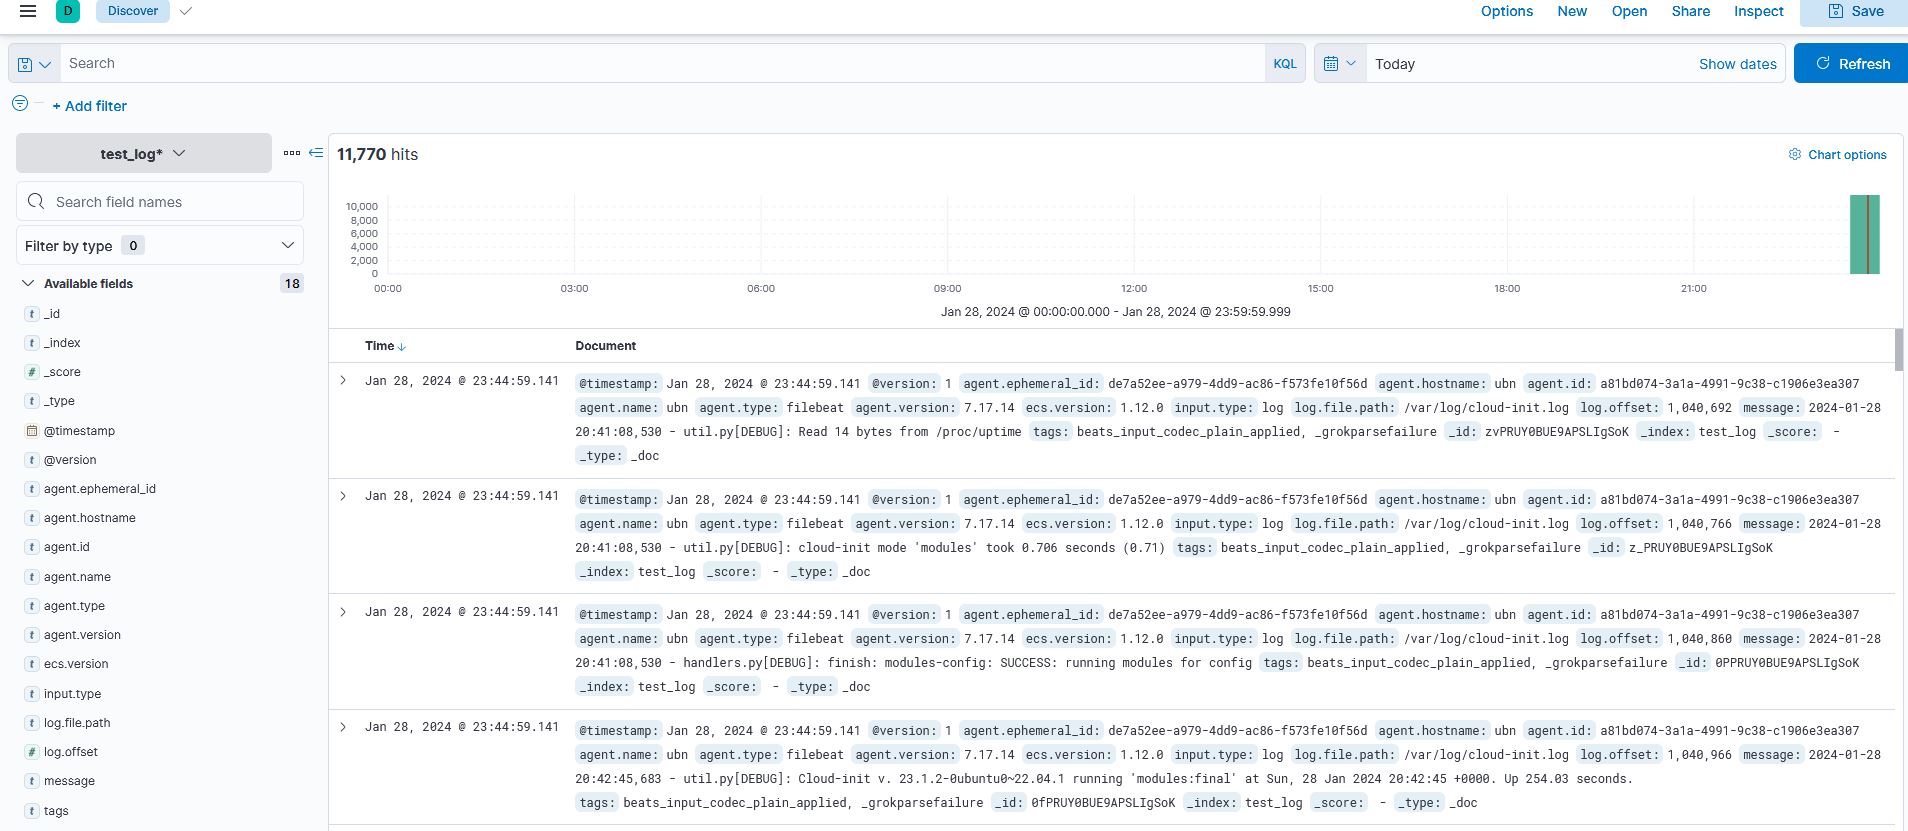 D Discover Options New Open Share Inspect Save
Search KQL Today Show dates Refresh
+ Add filter
test_log*
Search field names
Filter by type 0
Available fields 18
t _id
t _index
# _score
t _type
@timestamp
t @version
t agent.ephemeral_id
t agent.hostname
t agent.id
t agent.name
t agent.type
t agent.version
t ecs.version
t input.type
t log.file.path
# log.offset
t message
t tags
11,770 hits
Chart options
10,000
8,000
6,000
4,000
2,000
0
00:00 03:00 06:00 09:00 12:00 15:00 18:00 21:00
Jan 28, 2024 @ 00:00:00.000 - Jan 28, 2024 @ 23:59:59.999
Time Document
Jan 28, 2024 @ 23:44:59.141 @timestamp: Jan 28, 2024 @ 23:44:59.141 @version: 1 agent.ephemeral_id: de7a52ee-a979-4dd9-ac86-f573fe10f56d agent.hostname: ubn agent.id: a81bd074-3a1a-4991-9c38-c1906e3ea307
agent.name: ubn agent.type: filebeat agent.version: 7.17.14 ecs.version: 1.12.0 input.type: log log.file.path: /var/log/cloud-init.log log.offset: 1,040,692 message: 2024-01-28
20:41:08,530 - util.py[DEBUG]: Read 14 bytes from /proc/uptime tags: beats_input_codec_plain_applied, _grokparsefailure _id: zvPRUY0BUE9APSLIgSoK _index: test_log _score: -
_type: _doc
Jan 28, 2024 @ 23:44:59.141 @timestamp: Jan 28, 2024 @ 23:44:59.141 @version: 1 agent.ephemeral_id: de7a52ee-a979-4dd9-ac86-f573fe10f56d agent.hostname: ubn agent.id: a81bd074-3a1a-4991-9c38-c1906e3ea307
agent.name: ubn agent.type: filebeat agent.version: 7.17.14 ecs.version: 1.12.0 input.type: log log.file.path: /var/log/cloud-init.log log.offset: 1,040,766 message: 2024-01-28
20:41:08,530 - util.py[DEBUG]: cloud-init mode 'modules' took 0.706 seconds (0.71) tags: beats_input_codec_plain_applied, _grokparsefailure _id: z_PRUY0BUE9APSLIgSoK
_index: test_log _score: - _type: _doc
Jan 28, 2024 @ 23:44:59.141 @timestamp: Jan 28, 2024 @ 23:44:59.141 @version: 1 agent.ephemeral_id: de7a52ee-a979-4dd9-ac86-f573fe10f56d agent.hostname: ubn agent.id: a81bd074-3a1a-4991-9c38-c1906e3ea307
agent.name: ubn agent.type: filebeat agent.version: 7.17.14 ecs.version: 1.12.0 input.type: log log.file.path: /var/log/cloud-init.log log.offset: 1,040,860 message: 2024-01-28
20:41:08,530 - handlers.py[DEBUG]: finish: modules-config: SUCCESS: running modules for config tags: beats_input_codec_plain_applied, _grokparsefailure _id: 0PPRUY0BUE9APSLIgSoK
_index: test_log _score: - _type: _doc
Jan 28, 2024 @ 23:44:59.141 @timestamp: Jan 28, 2024 @ 23:44:59.141 @version: 1 agent.ephemeral_id: de7a52ee-a979-4dd9-ac86-f573fe10f56d agent.hostname: ubn agent.id: a81bd074-3a1a-4991-9c38-c1906e3ea307
agent.name: ubn agent.type: filebeat agent.version: 7.17.14 ecs.version: 1.12.0 input.type: log log.file.path: /var/log/cloud-init.log log.offset: 1,040,966 message: 2024-01-28
20:42:45,683 - util.py[DEBUG]: Cloud-init v. 23.1.2-0ubuntu0~22.04.1 running 'modules:final' at Sun, 28 Jan 2024 20:42:45 +0000. Up 254.03 seconds.
tags: beats_input_codec_plain_applied, _grokparsefailure _id: 0fPRUY0BUE9APSLIgSoK _index: test_log _score: - _type: _doc